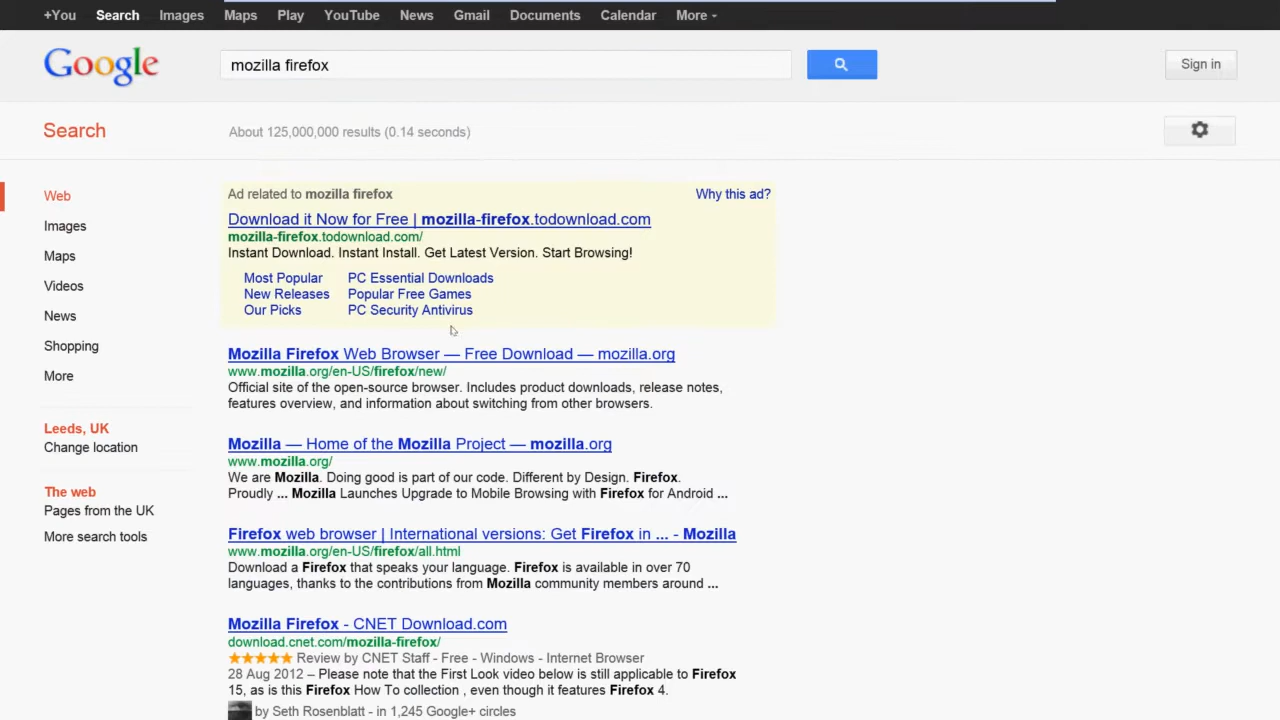 +You Search Images Maps Play YouTube News Gmail Documents Calendar More
Google
mozilla firefox
Sign in
Search
About 125,000,000 results (0.14 seconds)
Web
Images
Maps
Videos
News
Shopping
More
Leeds, UK
Change location
The web
Pages from the UK
More search tools
Ad related to mozilla firefox
Why this ad?
Download it Now for Free | mozilla-firefox.todownload.com
mozilla-firefox.todownload.com/
Instant Download. Instant Install. Get Latest Version. Start Browsing!
Most Popular PC Essential Downloads
New Releases Popular Free Games
Our Picks PC Security Antivirus
Mozilla Firefox Web Browser — Free Download — mozilla.org
www.mozilla.org/en-US/firefox/new/
Official site of the open-source browser. Includes product downloads, release notes,
features overview, and information about switching from other browsers.
Mozilla — Home of the Mozilla Project — mozilla.org
www.mozilla.org/
We are Mozilla. Doing good is part of our code. Different by Design. Firefox.
Proudly ... Mozilla Launches Upgrade to Mobile Browsing with Firefox for Android ...
Firefox web browser | International versions: Get Firefox in ... - Mozilla
www.mozilla.org/en-US/firefox/all.html
Download a Firefox that speaks your language. Firefox is available in over 70
languages, thanks to the contributions from Mozilla community members around ...
Mozilla Firefox - CNET Download.com
download.cnet.com/mozilla-firefox/
Review by CNET Staff - Free - Windows - Internet Browser
28 Aug 2012 – Please note that the First Look video below is still applicable to Firefox
15, as is this Firefox How To collection , even though it features Firefox 4.
by Seth Rosenblatt - in 1,245 Google+ circles